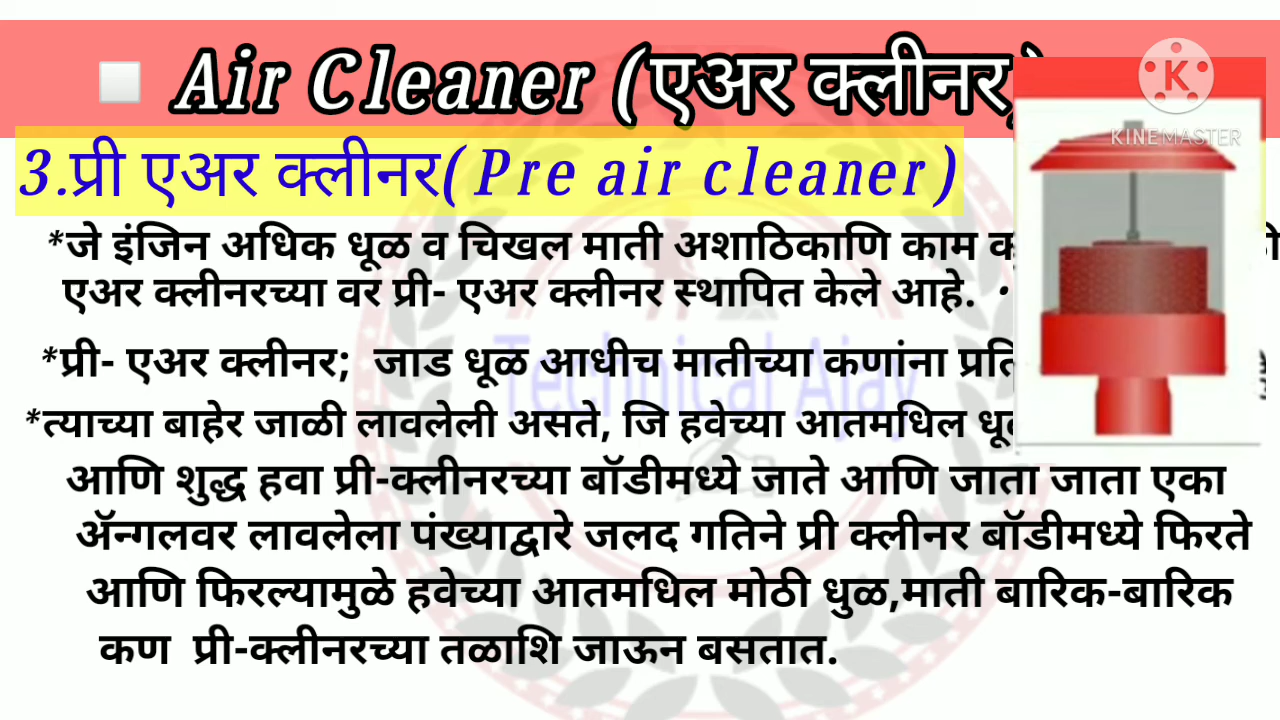 Air Cleaner (एअर क्लीनर)
KINEMASTER
3.प्री एअर क्लीनर( Pre air cleaner)
*जे इंजिन अधिक धूळ व चिखल माती अशाठिकाणि काम
एअर क्लीनरच्या वर प्री- एअर क्लीनर स्थापित केले आहे.
*प्री- एअर क्लीनर; जाड धूळ आधीच मातीच्या कणांना
Technical Ajay
*त्याच्या बाहेर जाळी लावलेली असते, जि हवेच्या आतमधिल
आणि शुद्ध हवा प्री-क्लीनरच्या बॉडीमध्ये जाते आणि जाता जाता एका
ॲन्गलवर लावलेला पंख्याद्वारे जलद गतिने प्री क्लीनर बॉडीमध्ये फिरते
आणि फिरल्यामुळे हवेच्या आतमधिल मोठी धुळ,माती बारिक-बारिक
कण प्री-क्लीनरच्या तळाशि जाऊन बसतात.